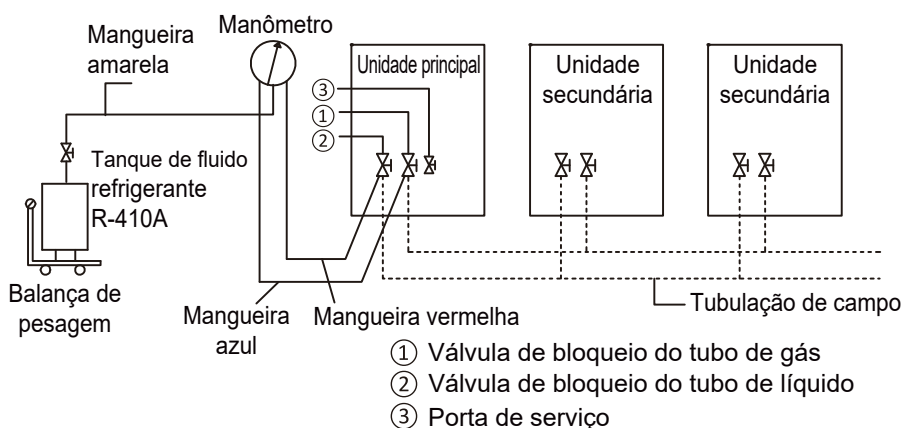 Mangueira
amarela
Manômetro
Unidade principal
Unidade
secundária
Unidade
secundária
③
①
②
Tanque de fluido
refrigerante
R-410A
Balança de
pesagem
Mangueira
azul
Mangueira vermelha
Tubulação de campo
① Válvula de bloqueio do tubo de gás
② Válvula de bloqueio do tubo de líquido
③ Porta de serviço